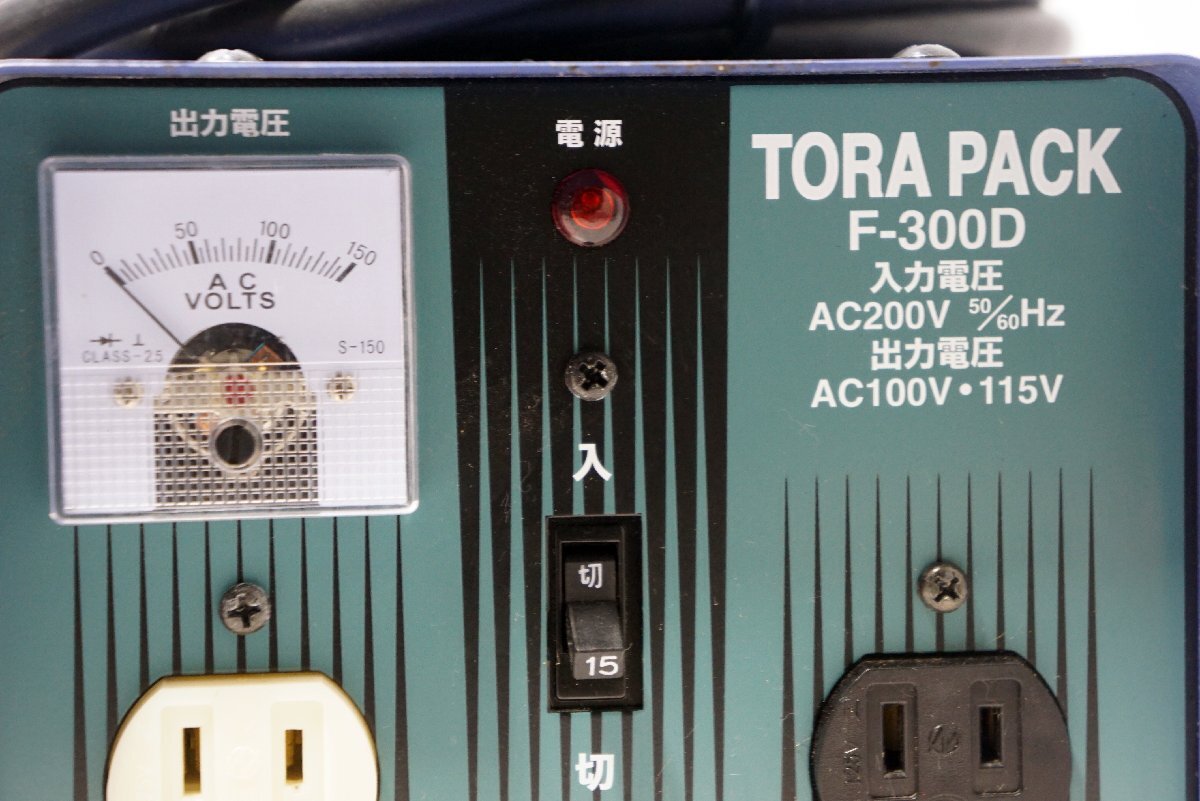 出力電圧
0 50 100 150
AC
VOLTS
CLASS-2.5
S-150
電源
入
切
15
切
TORA PACK
F-300D
入力電圧
AC200V 50/60Hz
出力電圧
AC100V・115V